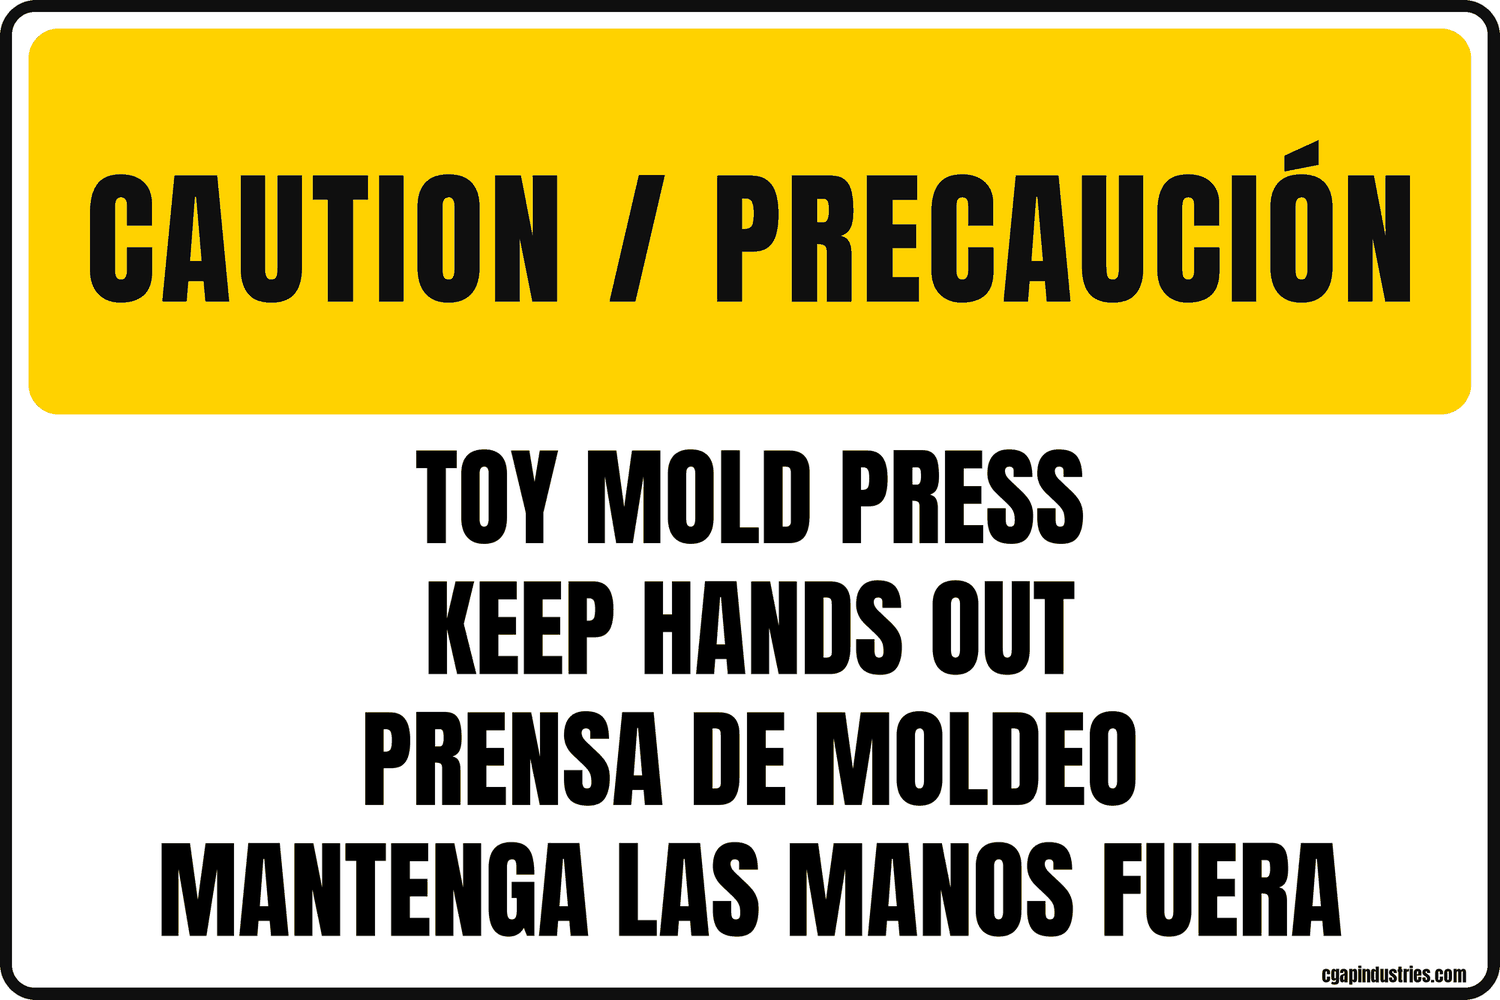 CAUTION / PRECAUCIÓN
TOY MOLD PRESS
KEEP HANDS OUT
PRENSA DE MOLDEO
MANTENGA LAS MANOS FUERA
cgapindustries.com